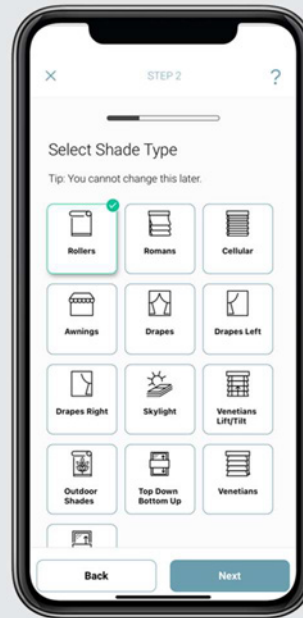 STEP 2
?
Select Shade Type
Tip: You cannot change this later.
Rollers
Romans
Cellular
Awnings
Drapes
Drapes Left
Drapes Right
Skylight
Venetians
Lift/Tilt
Outdoor
Shades
Top Down
Bottom Up
Venetians
Back
Next